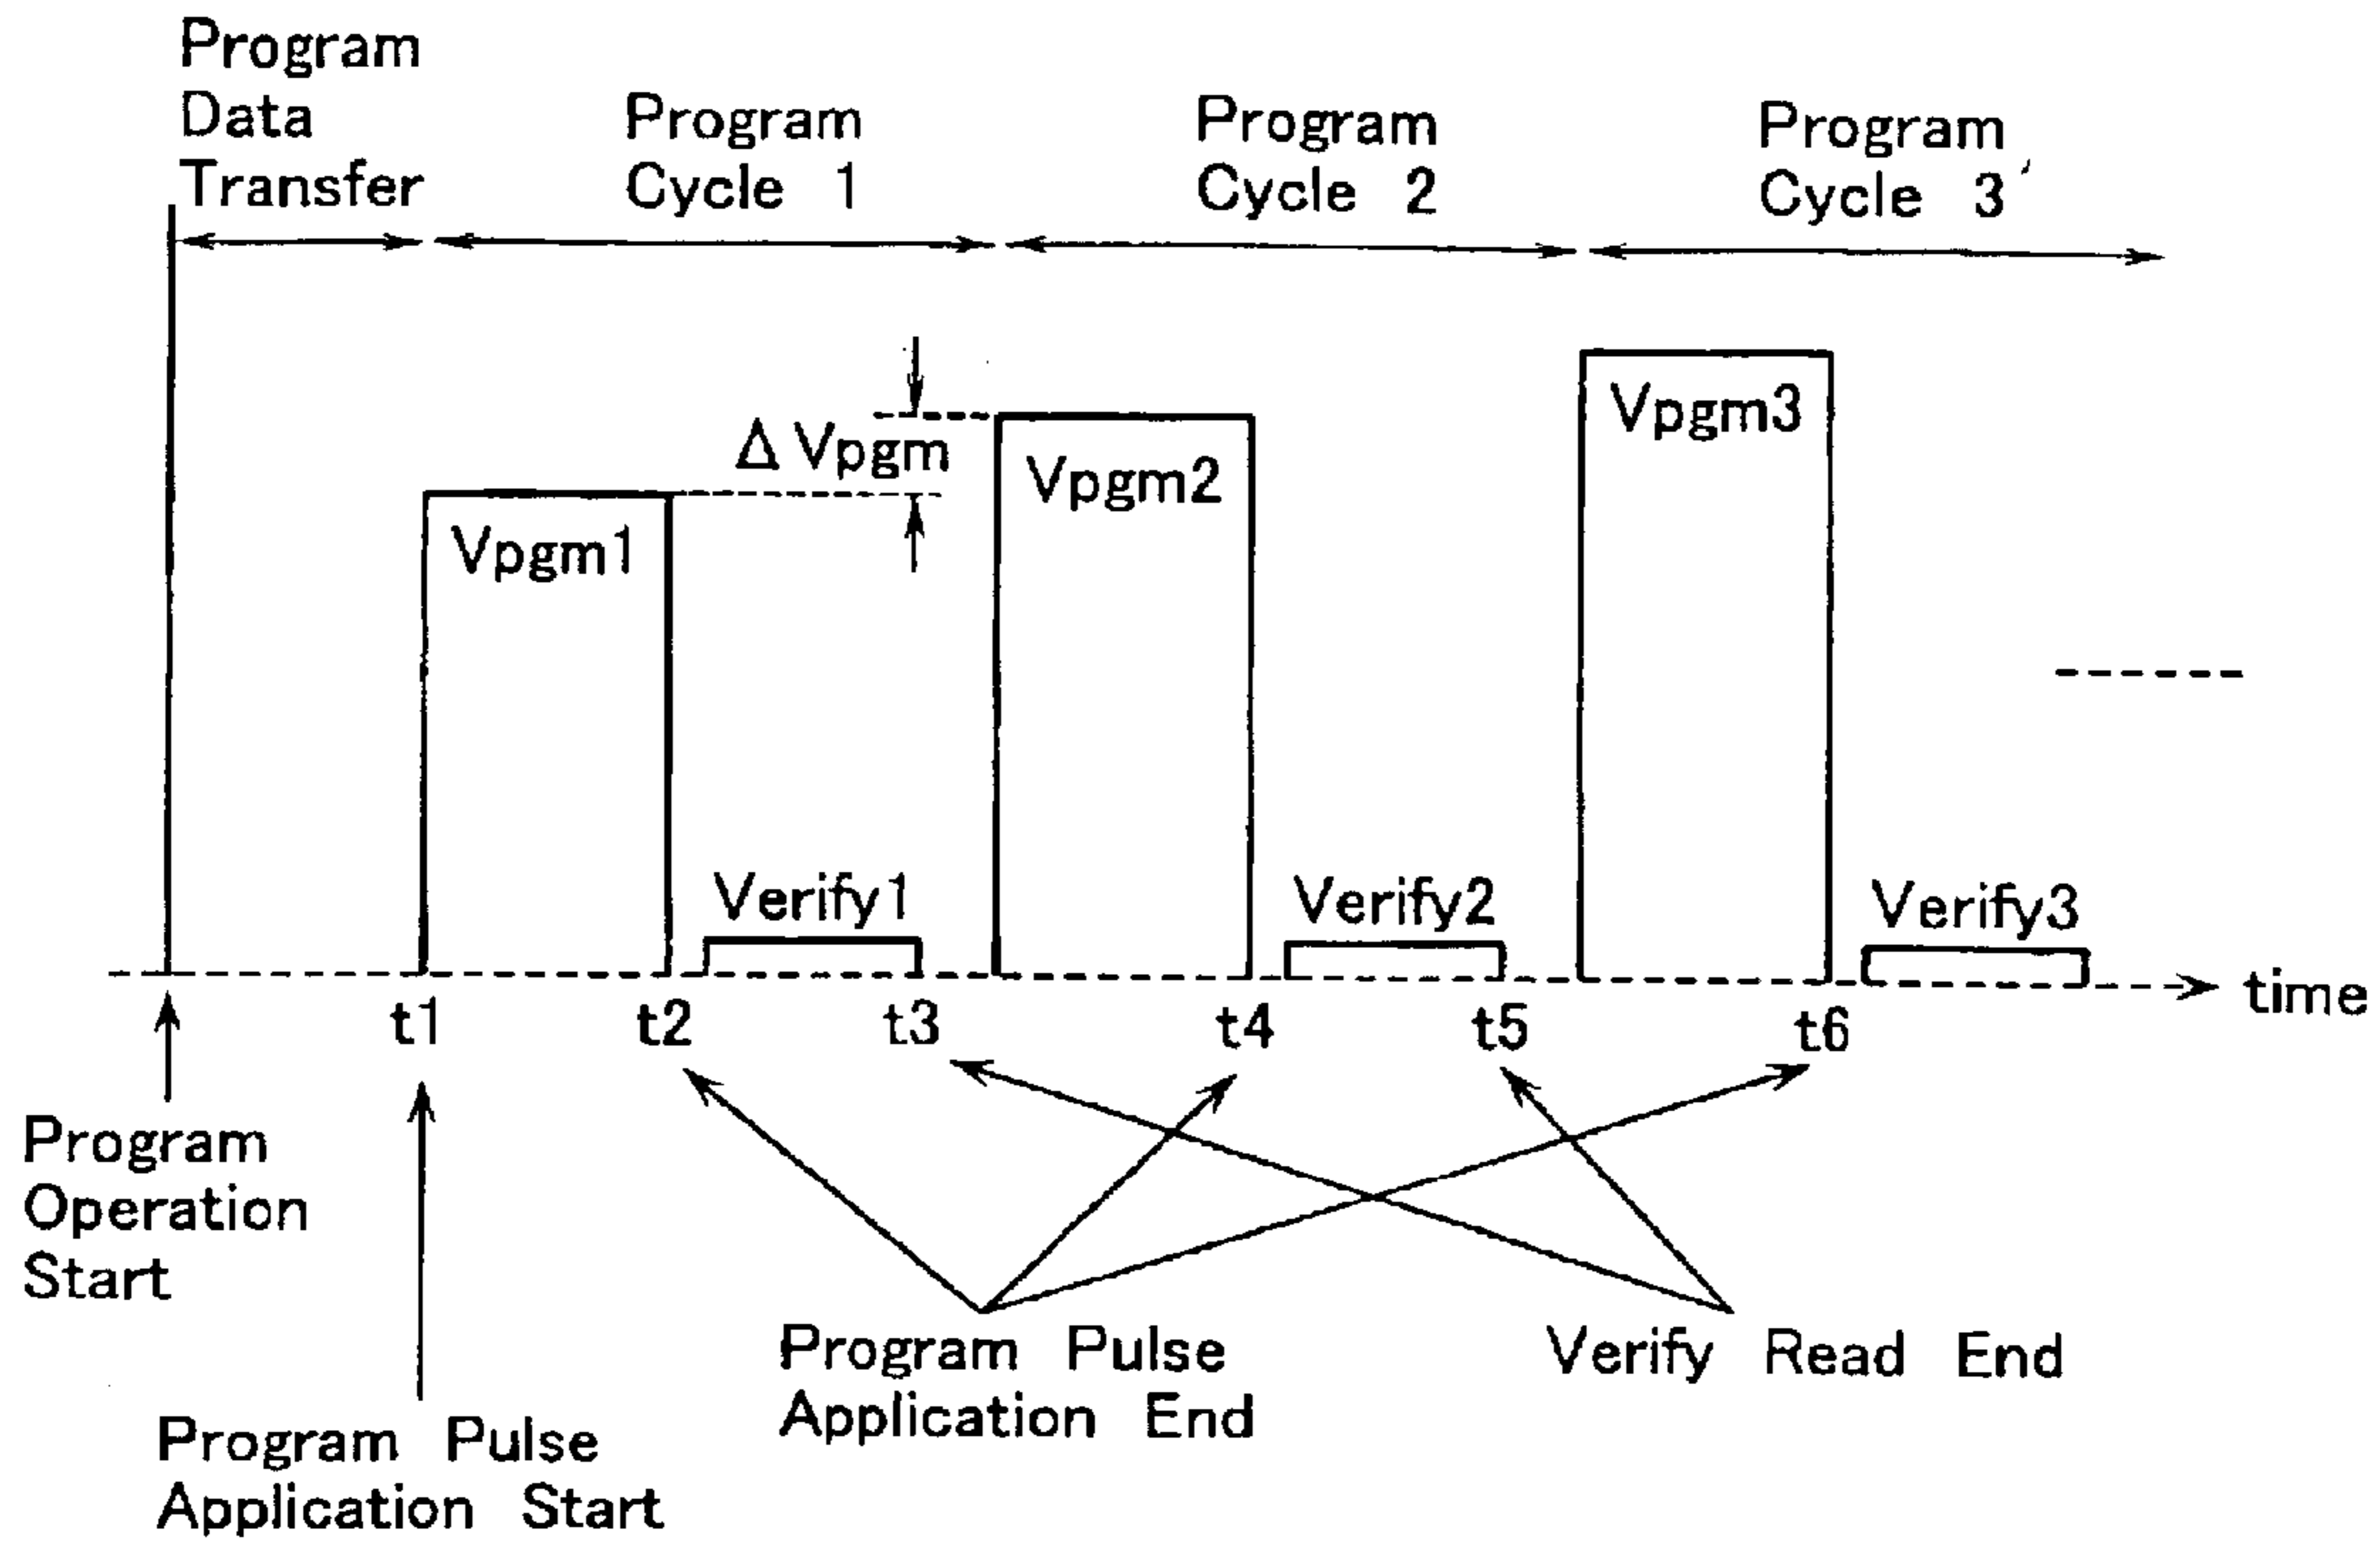 Program
Data
Transfer
Program
Cycle 1
Program
Cycle 2
Program
Cycle 3
Δ Vpgm
Vpgm1
Vpgm2
Vpgm3
Verify1
Verify2
Verify3
t1
t2
t3
t4
t5
t6
time
Program
Operation
Start
Program Pulse
Application Start
Program Pulse
Application End
Verify Read End